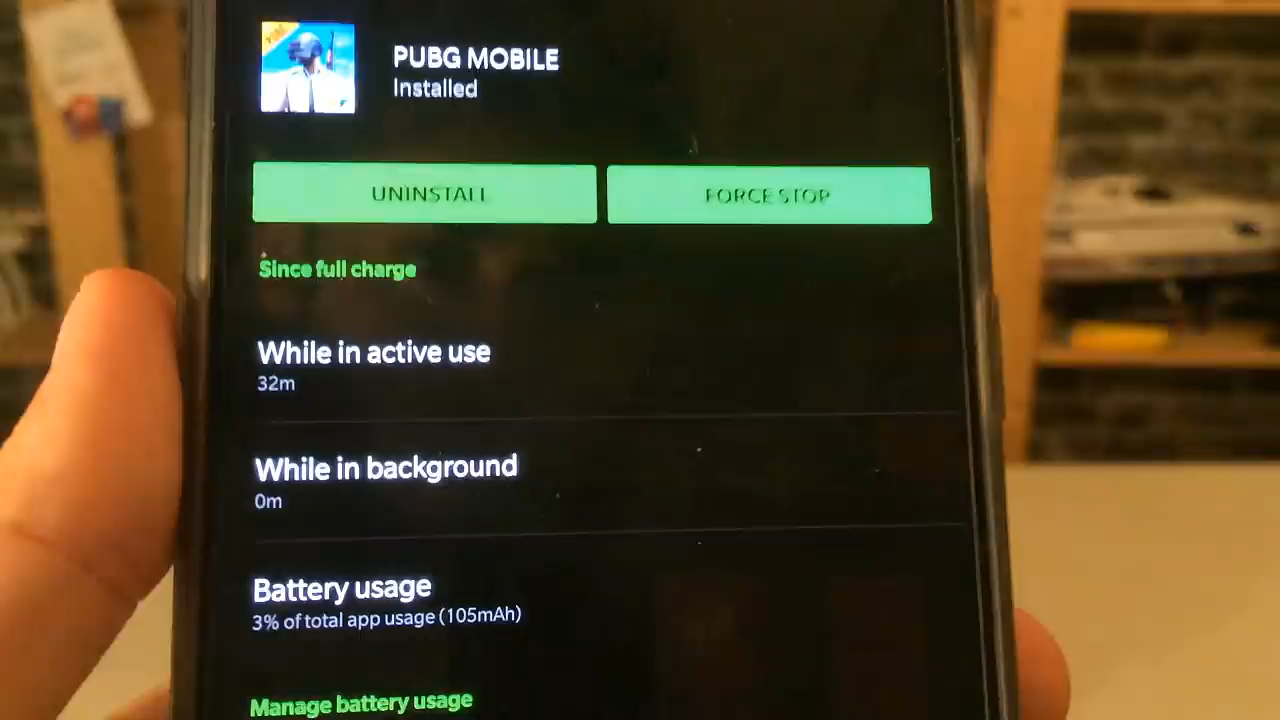 PUBG
PUBG MOBILE
Installed
UNINSTALL
FORCE STOP
Since full charge
While in active use
32m
While in background
0m
Battery usage
3% of total app usage (105mAh)
Manage battery usage